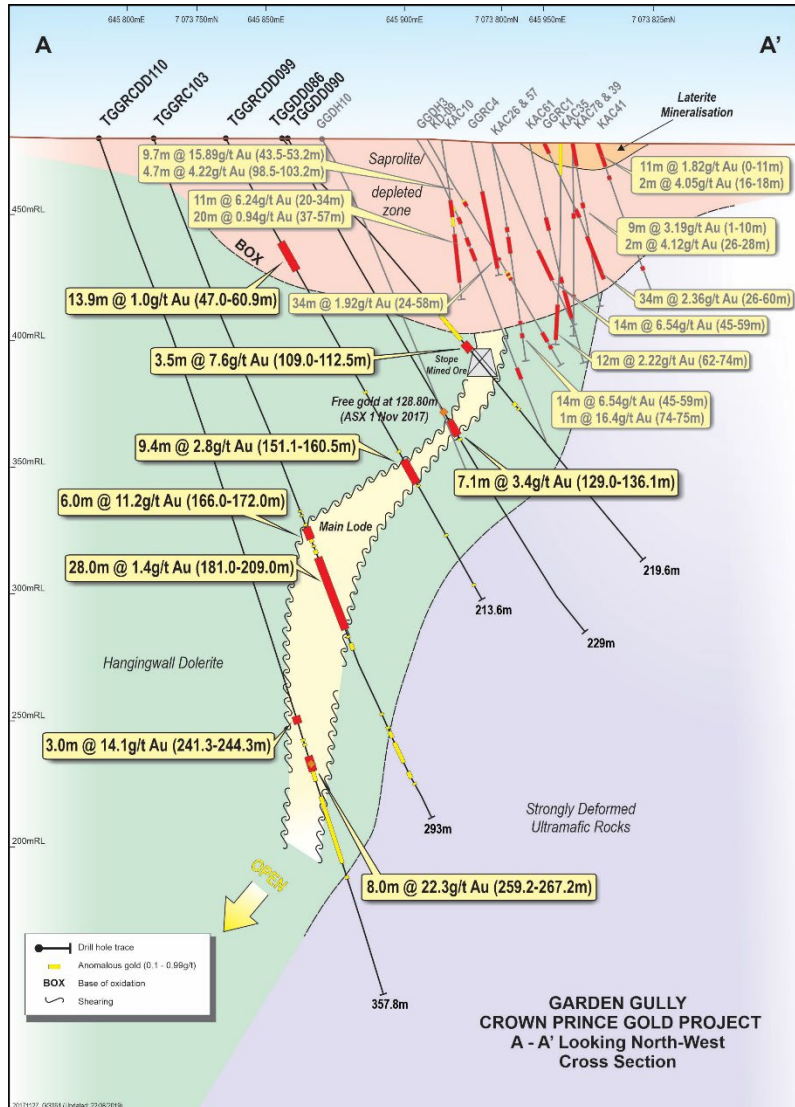 645 800mE
7 073 750mN
645 850mE
645 900mE
7 073 800mN
645 950mE
7 073 825mN
A
A'
TGGRCDD110
TGGRC103
TGGRCDD099
TGGDD086
TGGDD090
GGDH10
GGDH3
KD-09
KAC10
GGRC4
KAC26 & 57
KAC61
GGRC1
KAC35
KAC78 & 39
KAC41
Laterite
Mineralisation
9.7m @ 15.89g/t Au (43.5-53.2m)
4.7m @ 4.22g/t Au (98.5-103.2m)
Saprolite/
depleted
zone
11m @ 1.82g/t Au (0-11m)
2m @ 4.05g/t Au (16-18m)
11m @ 6.24g/t Au (20-34m)
20m @ 0.94g/t Au (37-57m)
450mRL
9m @ 3.19g/t Au (1-10m)
2m @ 4.12g/t Au (26-28m)
BOX
13.9m @ 1.0g/t Au (47.0-60.9m)
34m @ 1.92g/t Au (24-58m)
34m @ 2.36g/t Au (26-60m)
14m @ 6.54g/t Au (45-59m)
400mRL
3.5m @ 7.6g/t Au (109.0-112.5m)
Stope
Mined Ore
12m @ 2.22g/t Au (62-74m)
14m @ 6.54g/t Au (45-59m)
1m @ 16.4g/t Au (74-75m)
Free gold at 128.80m
(ASX 1 Nov 2017)
9.4m @ 2.8g/t Au (151.1-160.5m)
350mRL
7.1m @ 3.4g/t Au (129.0-136.1m)
6.0m @ 11.2g/t Au (166.0-172.0m)
Main Lode
28.0m @ 1.4g/t Au (181.0-209.0m)
219.6m
300mRL
213.6m
229m
Hangingwall Dolerite
250mRL
3.0m @ 14.1g/t Au (241.3-244.3m)
Strongly Deformed
Ultramafic Rocks
293m
200mRL
OPEN
8.0m @ 22.3g/t Au (259.2-267.2m)
Drill hole trace
Anomalous gold (0.1 - 0.99g/t)
BOX Base of oxidation
Shearing
357.8m
GARDEN GULLY
CROWN PRINCE GOLD PROJECT
A - A' Looking North-West
Cross Section